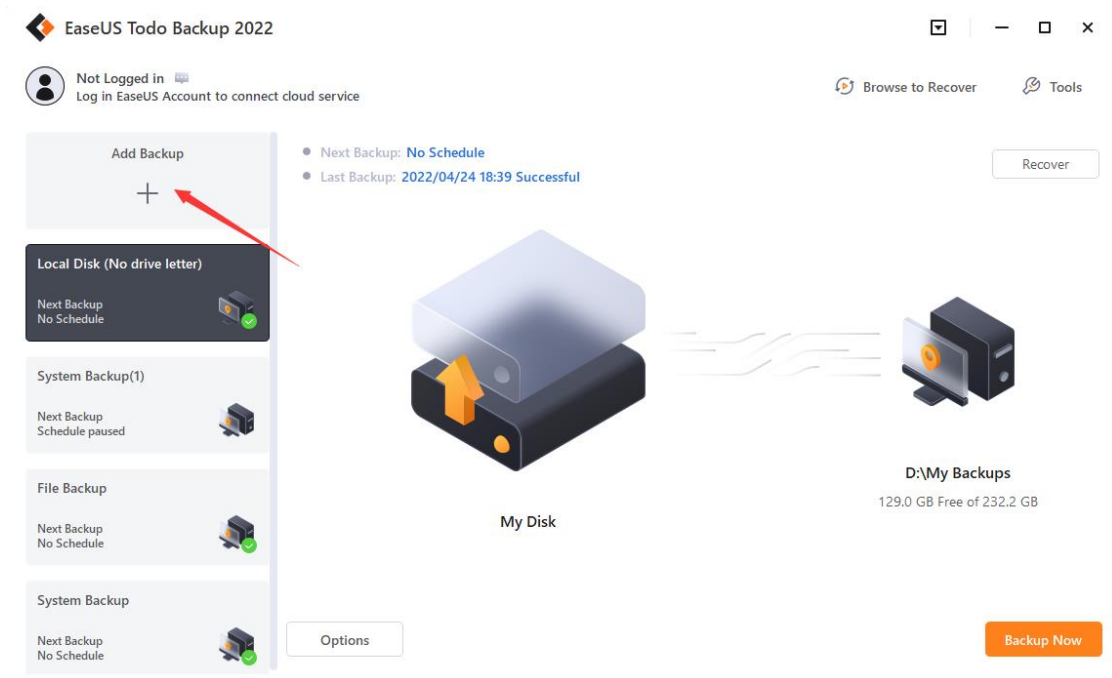 EaseUS Todo Backup 2022
Not Logged in
Log in EaseUS Account to connect cloud service
Browse to Recover
Tools
Add Backup
Next Backup: No Schedule
Last Backup: 2022/04/24 18:39 Successful
Recover
Local Disk (No drive letter)
Next Backup
No Schedule
System Backup(1)
Next Backup
Schedule paused
File Backup
Next Backup
No Schedule
System Backup
Next Backup
No Schedule
My Disk
D:\My Backups
129.0 GB Free of 232.2 GB
Options
Backup Now